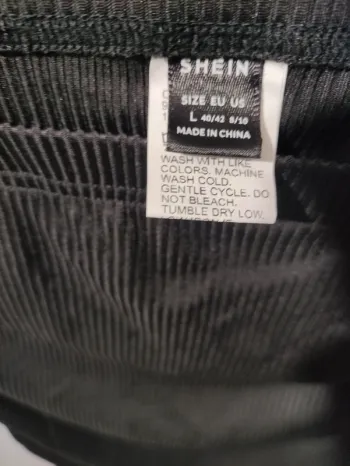 SHEIN
SIZE EU US
L 40/42 8/10
MADE IN CHINA
WASH WITH LIKE
COLORS. MACHINE
WASH COLD.
GENTLE CYCLE. DO
NOT BLEACH.
TUMBLE DRY LOW.